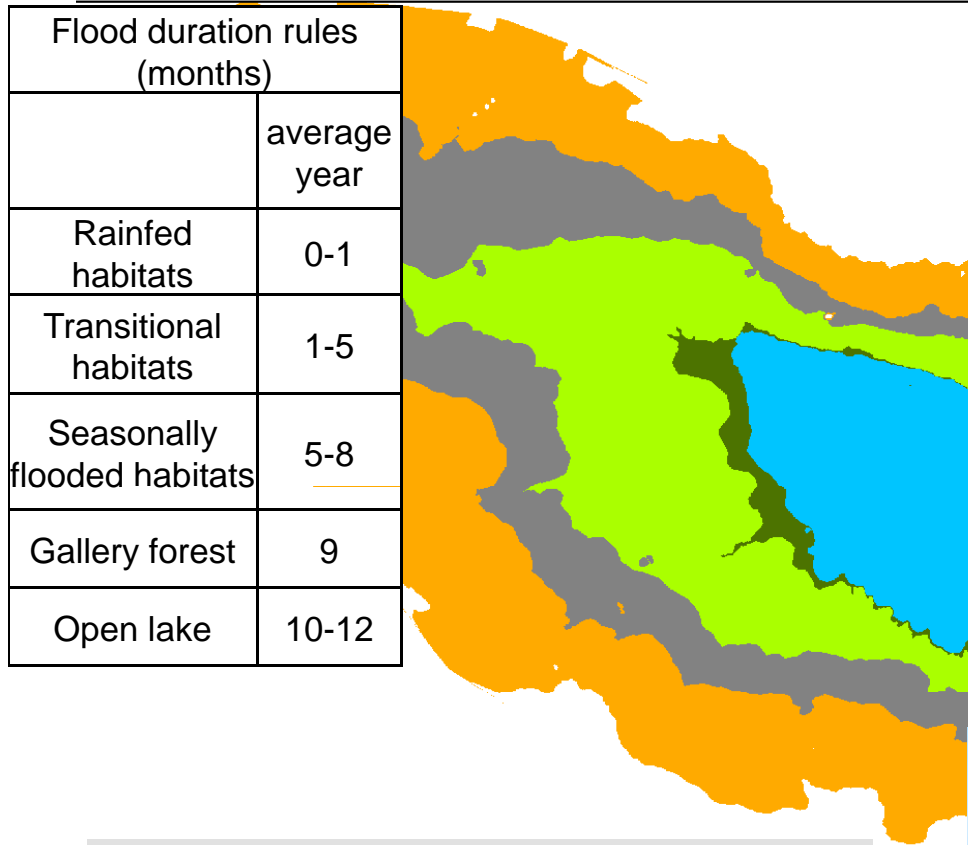 Flood duration rules
(months)
average
year
Rainfed
habitats
0-1
Transitional
habitats
1-5
Seasonally
flooded habitats
5-8
Gallery forest
9
Open lake
10-12